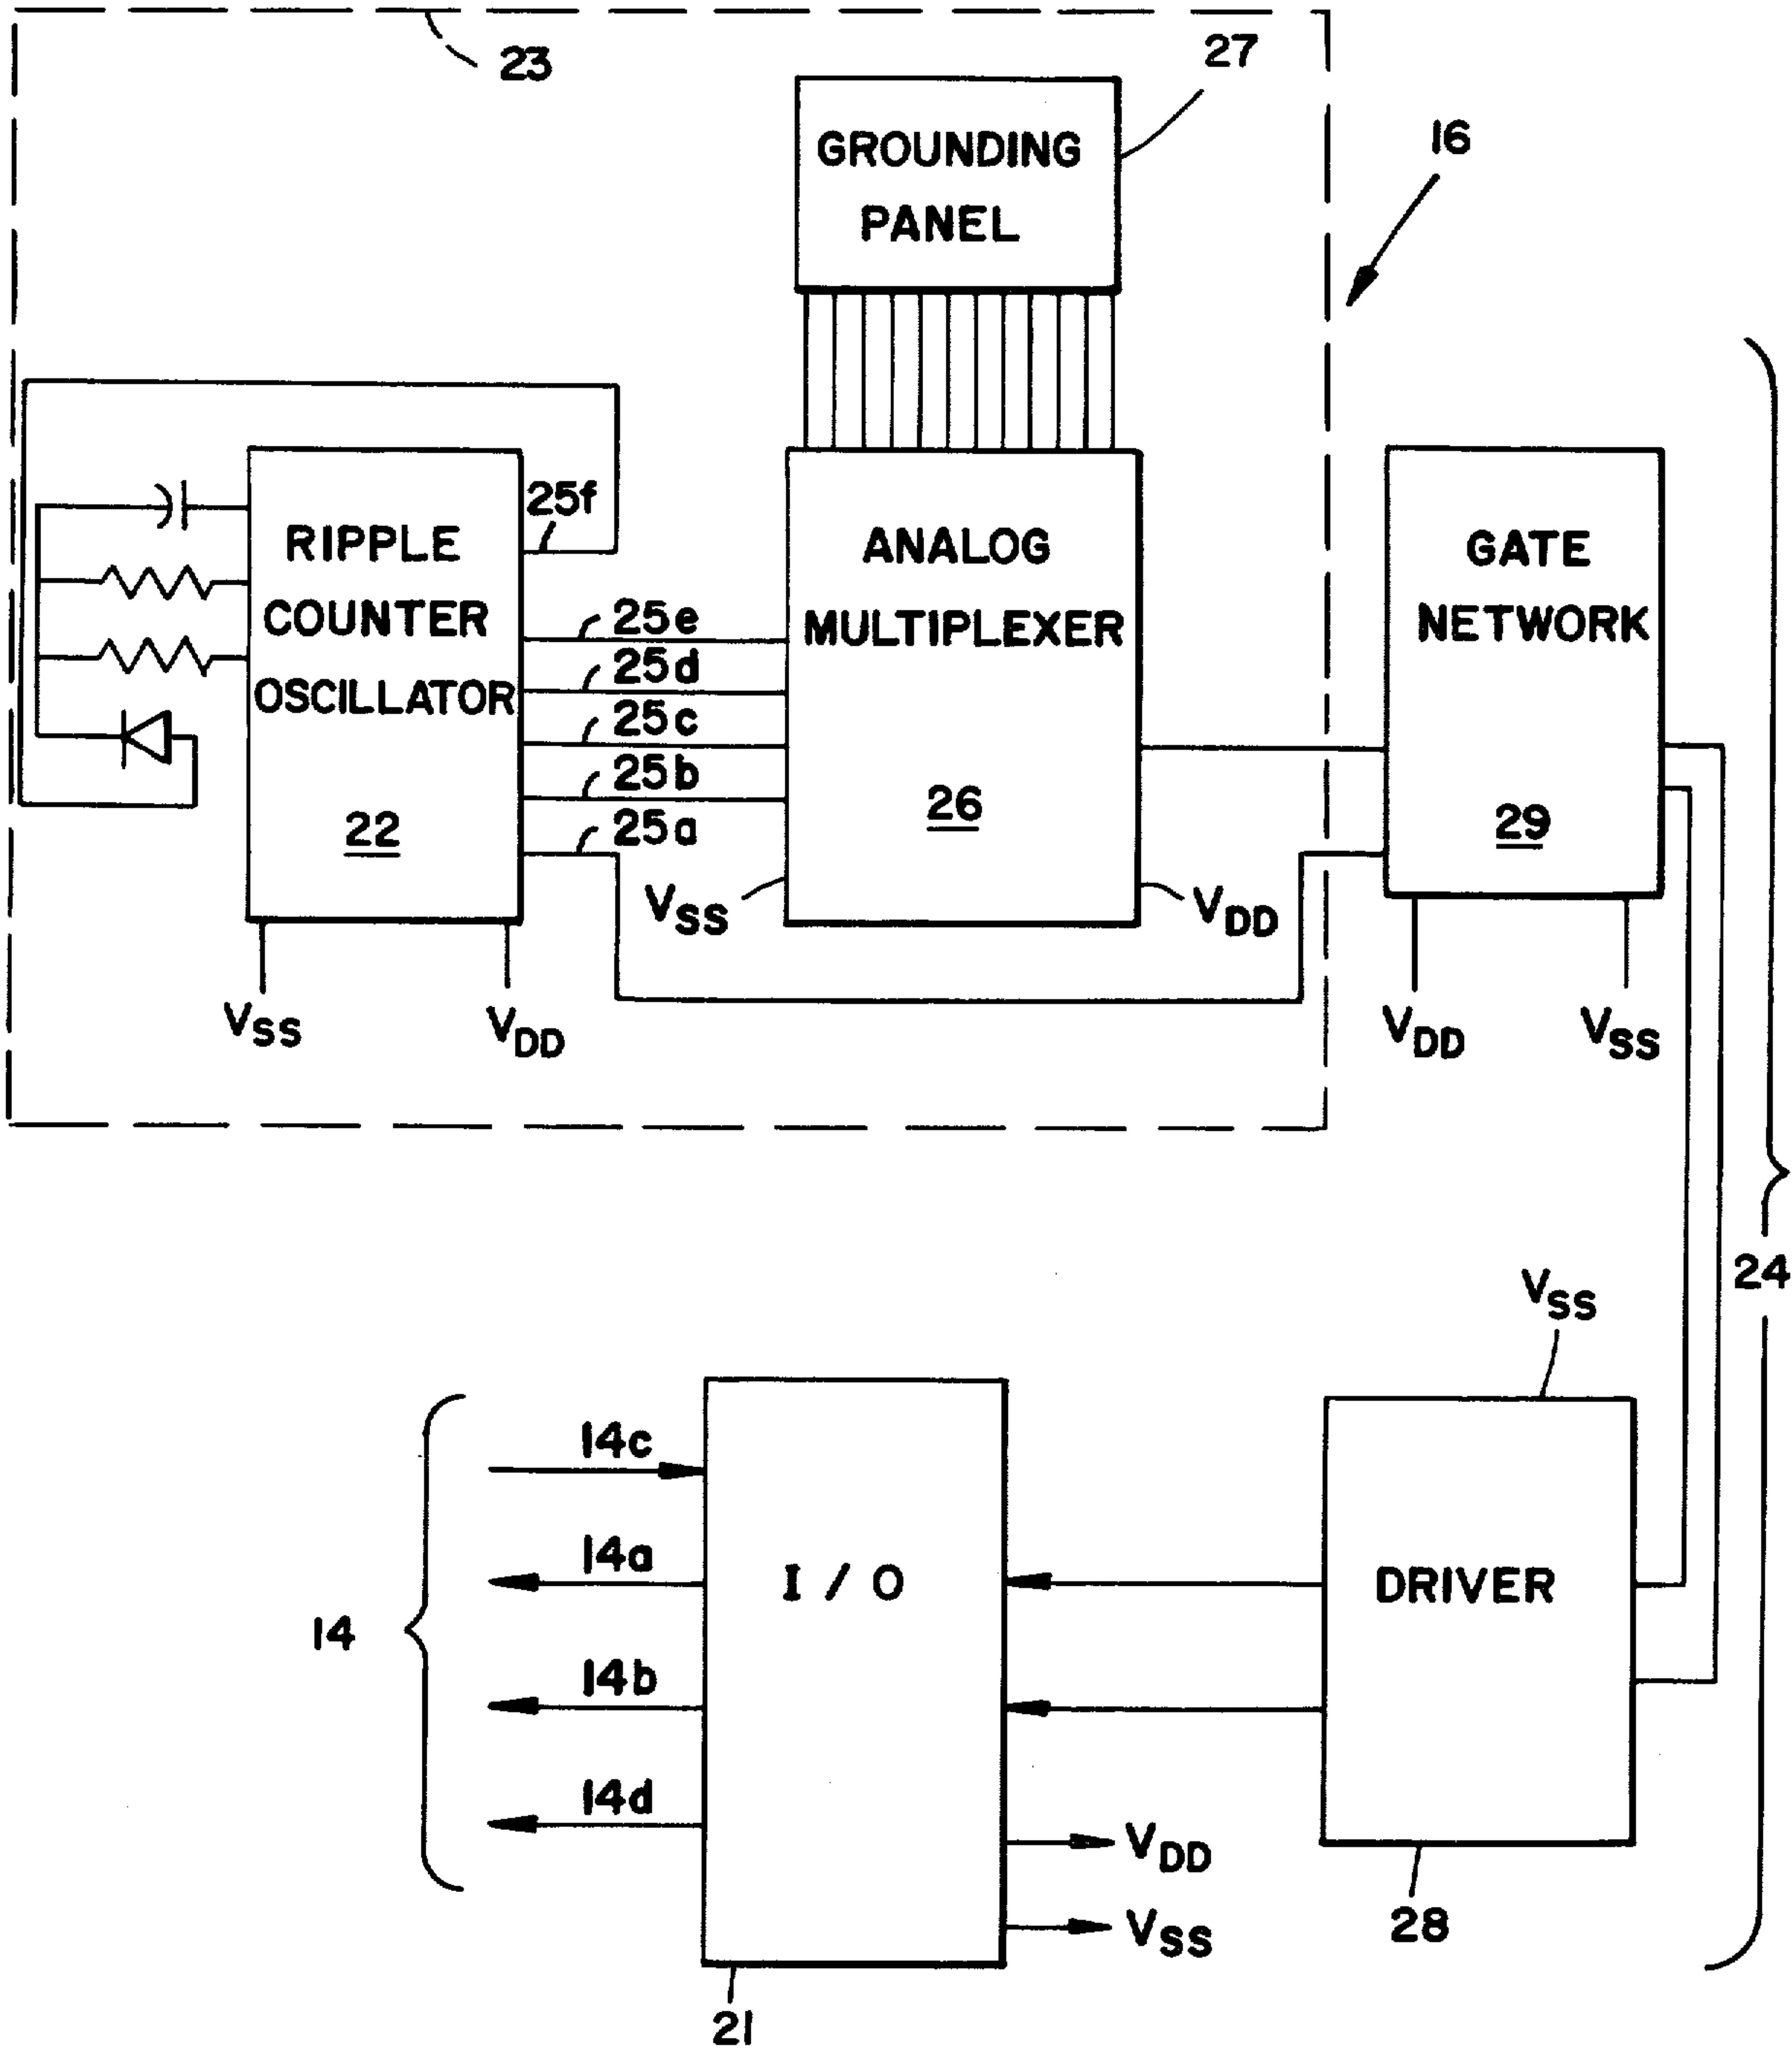 23
27
GROUNDING
PANEL
16
25f
RIPPLE
COUNTER
OSCILLATOR
22
25e
25d
25c
25b
25a
ANALOG
MULTIPLEXER
26
GATE
NETWORK
29
VSS
VDD
VSS
VDD
VDD
VSS
24
VSS
14
14c
14a
14b
14d
I / O
DRIVER
VDD
VSS
28
21